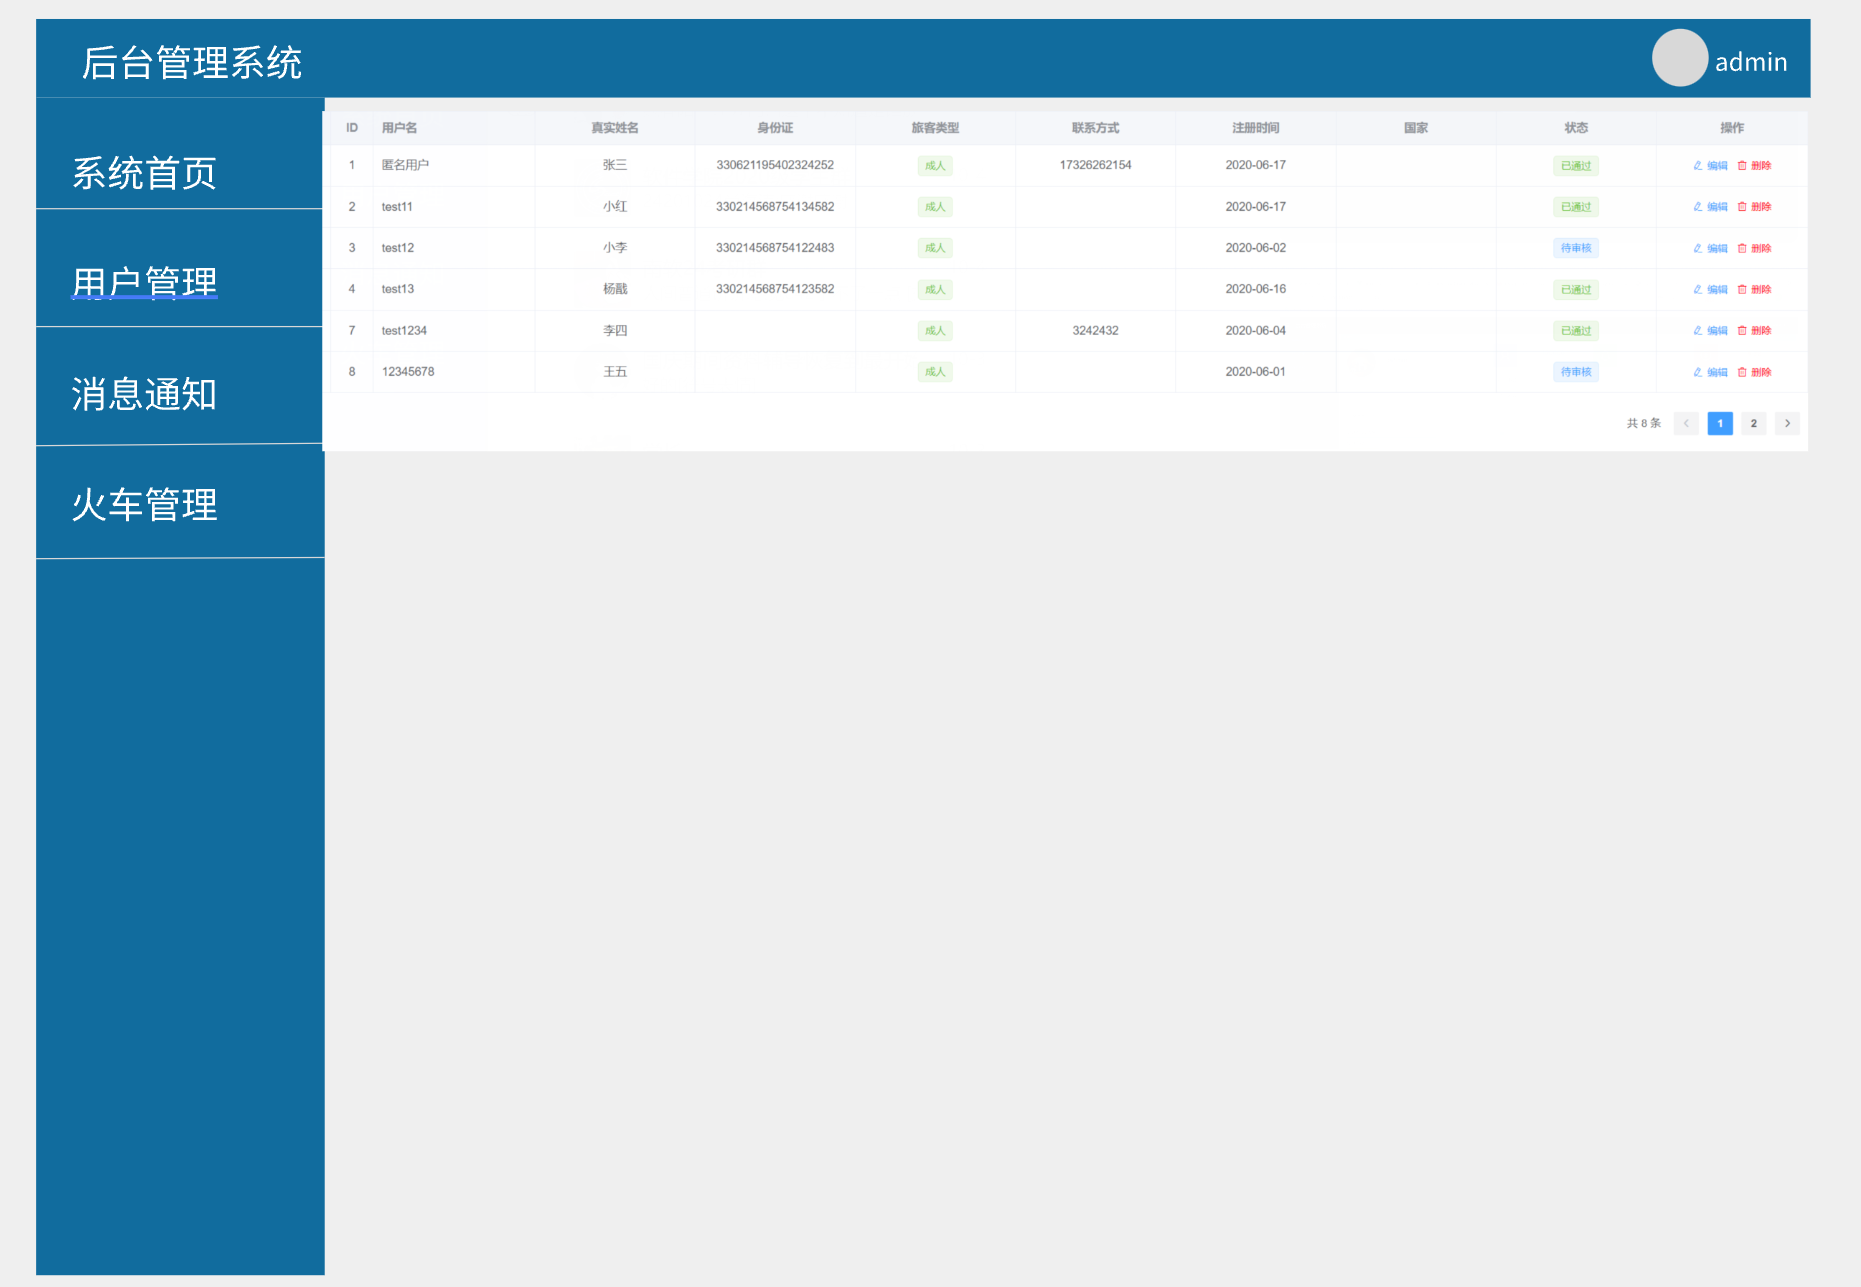 后台管理系统
admin
系统首页
用户管理
消息通知
火车管理
ID 用户名 真实姓名 身份证 旅客类型 联系方式 注册时间 国家 状态 操作
1 匿名用户 张三 330621195402324252 成人 17326262154 2020-06-17 已通过 编辑 删除
2 test11 小红 330214568754134582 成人 2020-06-17 已通过 编辑 删除
3 test12 小李 330214568754122483 成人 2020-06-02 待审核 编辑 删除
4 test13 杨戬 330214568754123582 成人 2020-06-16 已通过 编辑 删除
7 test1234 李四 成人 3242432 2020-06-04 已通过 编辑 删除
8 12345678 王五 成人 2020-06-01 待审核 编辑 删除
共 8 条 1 2